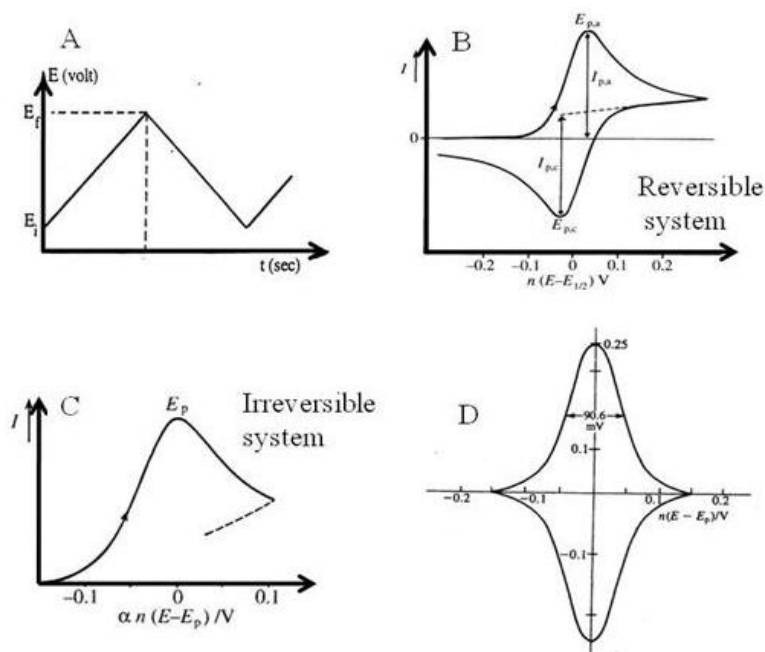 A
E (volt)
E_f
E_i
t (sec)
B
E_p,a
I
I_p,a
0
I_p,c
E_p,c
Reversible
system
−0.2 −0.1 0 0.1 0.2
n (E−E_1/2) V
C
E_p
Irreversible
system
I
−0.1 0 0.1
α n (E−E_p) /V
D
0.25
90.6
mV
0.1
−0.2 −0.1 0.1 0.2
n(E − E_p)/V
−0.1